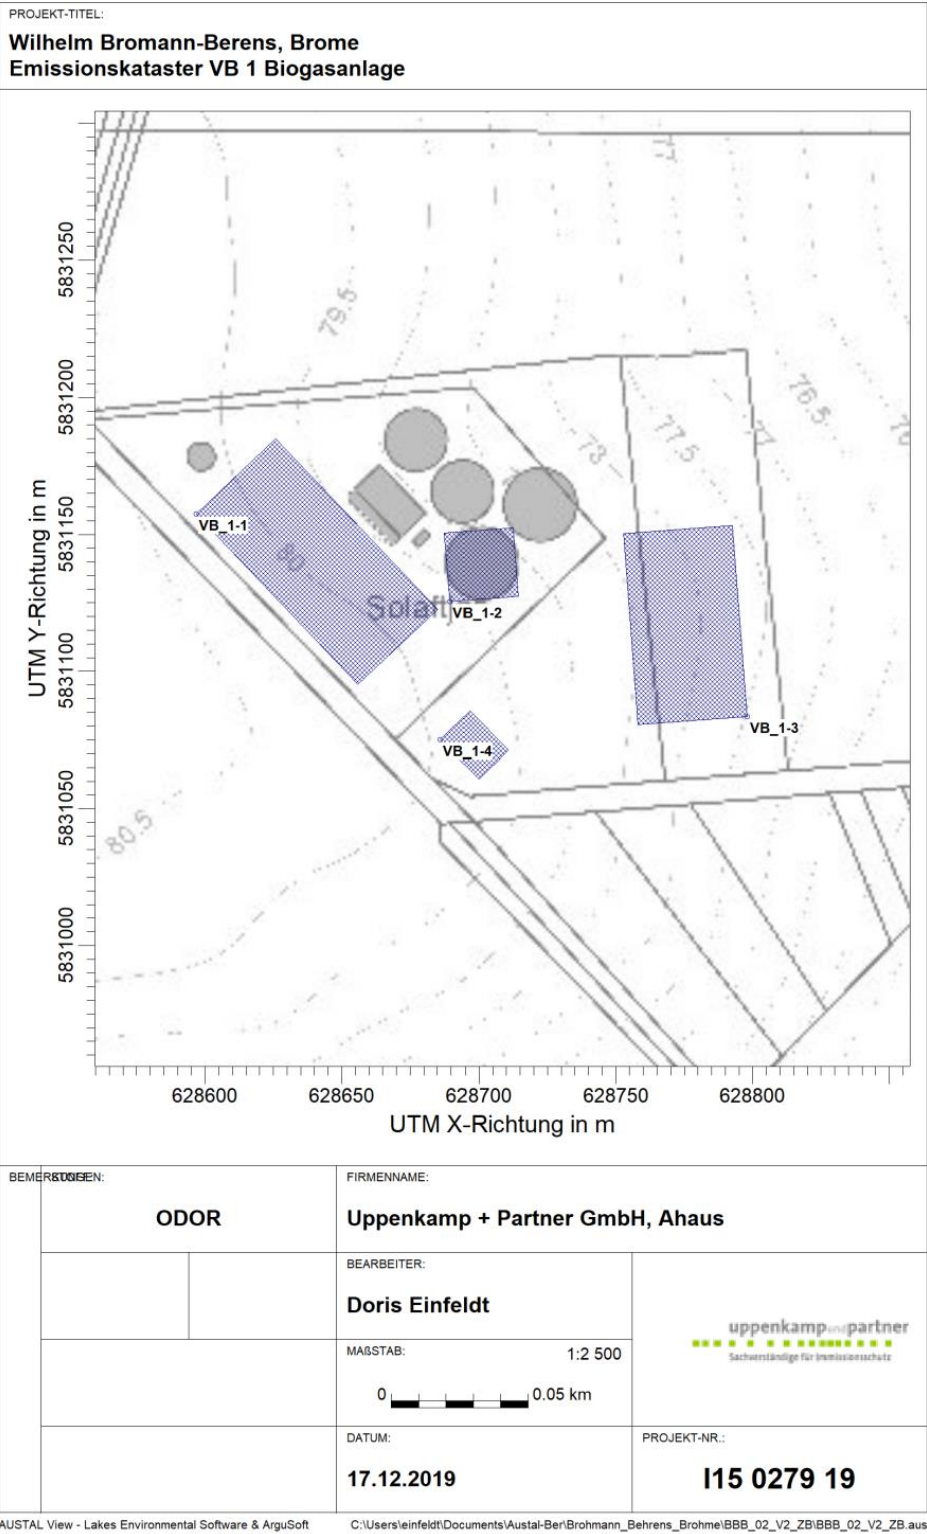 PROJEKT-TITEL:
Wilhelm Bromann-Berens, Brome
Emissionskataster VB 1 Biogasanlage
UTM Y-Richtung in m
5831250
5831200
5831150
5831100
5831050
5831000
77
79.5
76.5
73
77.5
77
VB_1-1
80
VB_1-2
VB_1-3
VB_1-4
80.5
628600 628650 628700 628750 628800
UTM X-Richtung in m
BEMERKUNGEN:
STOFF:
ODOR
FIRMENNAME:
Uppenkamp + Partner GmbH, Ahaus
BEARBEITER:
Doris Einfeldt
MAßSTAB: 1:2 500
0 0.05 km
uppenkamp und partner
Sachverständige für Immissionsschutz
DATUM:
17.12.2019
PROJEKT-NR.:
I15 0279 19
AUSTAL View - Lakes Environmental Software & ArguSoft
C:\Users\einfeldt\Documents\Austal-Ber\Brohmann_Behrens_Brohme\BBB_02_V2_ZB\BBB_02_V2_ZB.aus